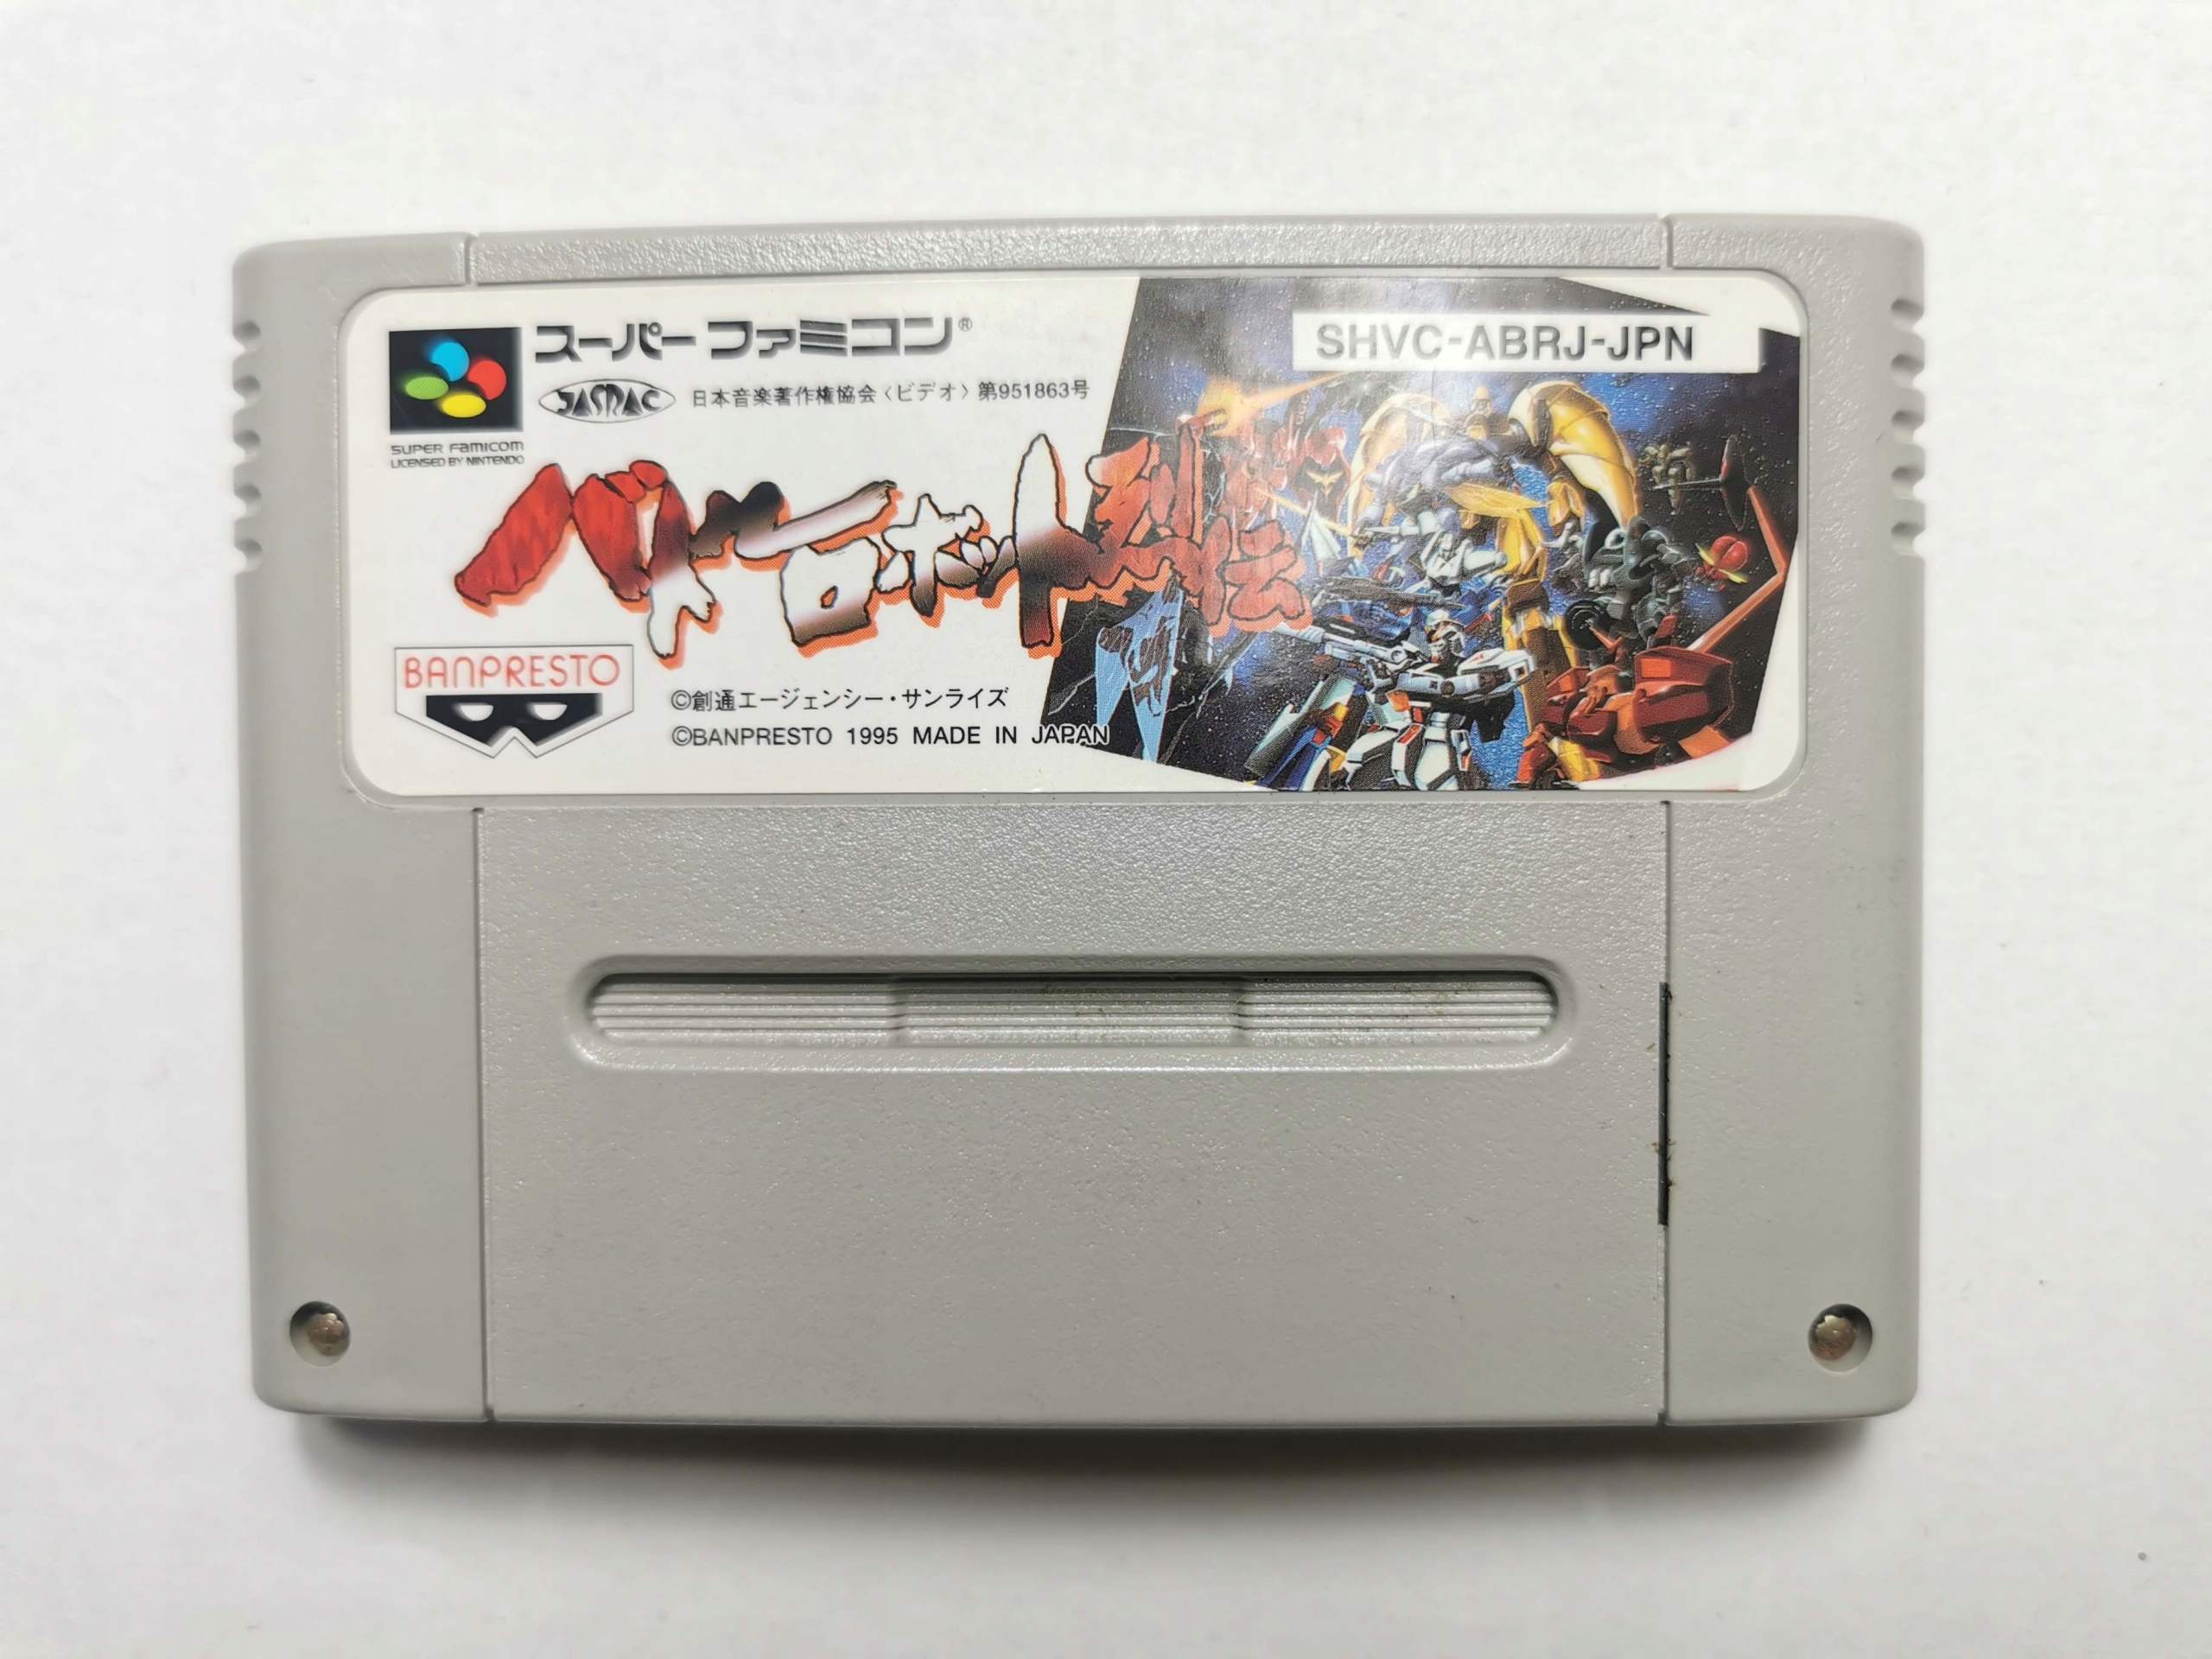 スーパーファミコン®
SHVC-ABRJ-JPN
JASRAC 日本音楽著作権協会〈ビデオ〉第951863号
SUPER FAMICOM
LICENSED BY NINTENDO
バトルロボット烈伝
BANPRESTO
©創通エージェンシー・サンライズ
©BANPRESTO 1995 MADE IN JAPAN